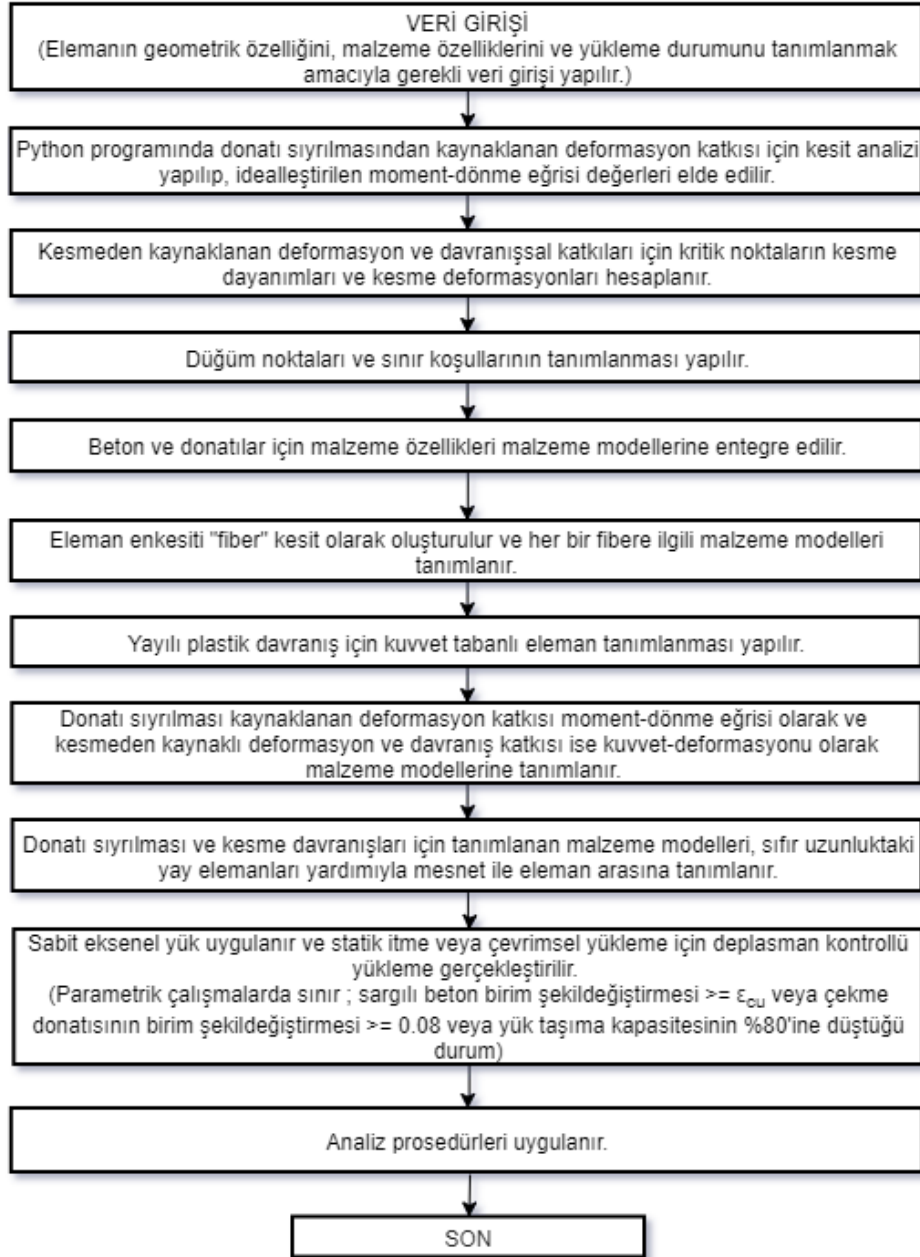 VERİ GİRİŞİ
(Elemanın geometrik özelliğini, malzeme özelliklerini ve yükleme durumunu tanımlanmak
amacıyla gerekli veri girişi yapılır.)
Python programında donatı sıyrılmasından kaynaklanan deformasyon katkısı için kesit analizi
yapılıp, idealleştirilen moment-dönme eğrisi değerleri elde edilir.
Kesmeden kaynaklanan deformasyon ve davranışsal katkıları için kritik noktaların kesme
dayanımları ve kesme deformasyonları hesaplanır.
Düğüm noktaları ve sınır koşullarının tanımlanması yapılır.
Beton ve donatılar için malzeme özellikleri malzeme modellerine entegre edilir.
Eleman enkesiti "fiber" kesit olarak oluşturulur ve her bir fibere ilgili malzeme modelleri
tanımlanır.
Yayılı plastik davranış için kuvvet tabanlı eleman tanımlanması yapılır.
Donatı sıyrılması kaynaklanan deformasyon katkısı moment-dönme eğrisi olarak ve
kesmeden kaynaklı deformasyon ve davranış katkısı ise kuvvet-deformasyonu olarak
malzeme modellerine tanımlanır.
Donatı sıyrılması ve kesme davranışları için tanımlanan malzeme modelleri, sıfır uzunluktaki
yay elemanları yardımıyla mesnet ile eleman arasına tanımlanır.
Sabit eksenel yük uygulanır ve statik itme veya çevrimsel yükleme için deplasman kontrollü
yükleme gerçekleştirilir.
(Parametrik çalışmalarda sınır ; sargılı beton birim şekildeğiştirmesi >= ε_cu veya çekme
donatısının birim şekildeğiştirmesi >= 0.08 veya yük taşıma kapasitesinin %80'ine düştüğü
durum)
Analiz prosedürleri uygulanır.
SON